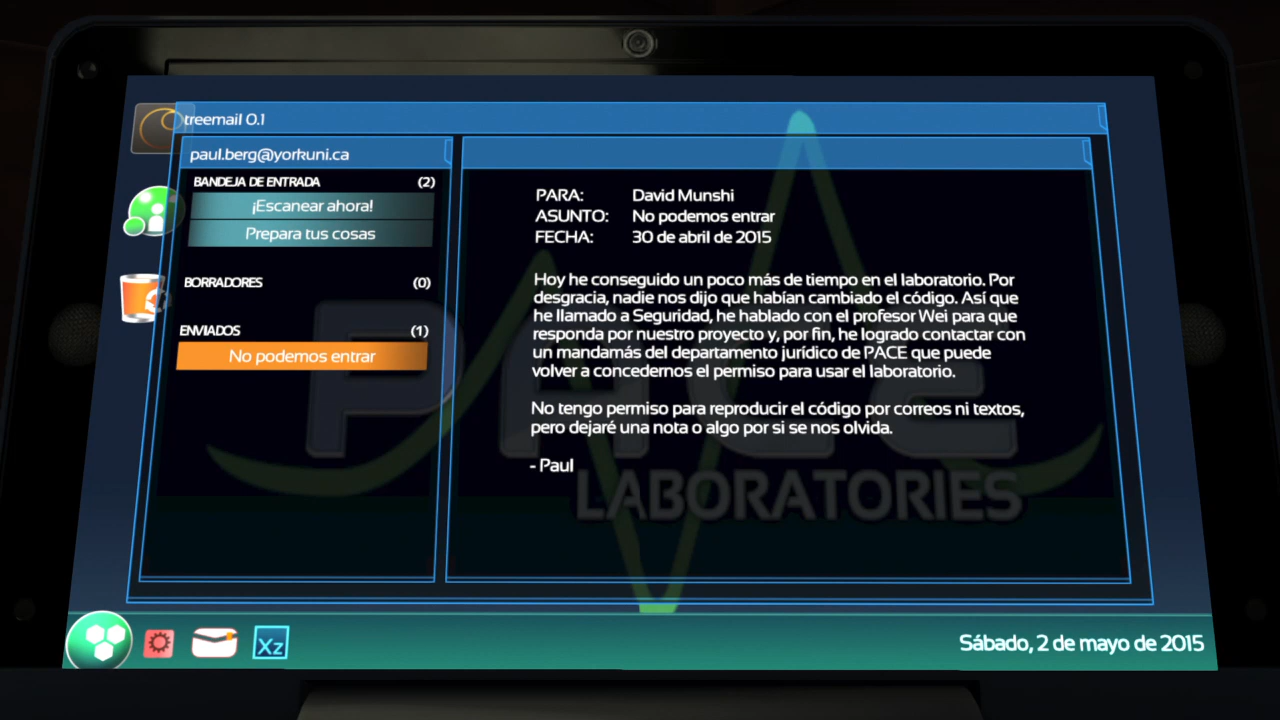 treemail 0.1
paul.berg@yorkuni.ca
BANDEJA DE ENTRADA (2)
¡Escanear ahora!
Prepara tus cosas
BORRADORES (0)
ENVIADOS (1)
No podemos entrar
PARA: David Munshi
ASUNTO: No podemos entrar
FECHA: 30 de abril de 2015
Hoy he conseguido un poco más de tiempo en el laboratorio. Por
desgracia, nadie nos dijo que habían cambiado el código. Así que
he llamado a Seguridad, he hablado con el profesor Wei para que
responda por nuestro proyecto y, por fin, he logrado contactar con
un mandamás del departamento jurídico de PACE que puede
volver a concedernos el permiso para usar el laboratorio.
No tengo permiso para reproducir el código por correos ni textos,
pero dejaré una nota o algo por si se nos olvida.
- Paul
PACE
LABORATORIES
Xz
Sábado, 2 de mayo de 2015